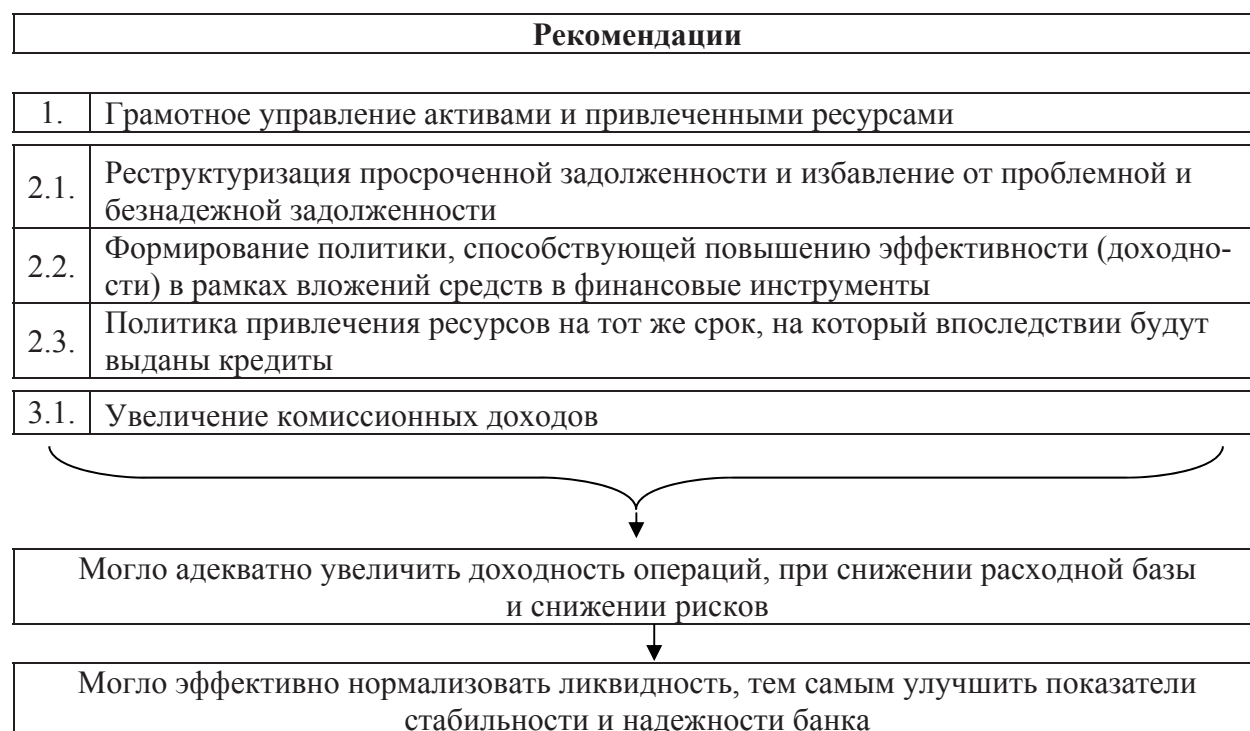 Рекомендации
1. Грамотное управление активами и привлеченными ресурсами
2.1. Реструктуризация просроченной задолженности и избавление от проблемной и
безнадежной задолженности
2.2. Формирование политики, способствующей повышению эффективности (доходно-
сти) в рамках вложений средств в финансовые инструменты
2.3. Политика привлечения ресурсов на тот же срок, на который впоследствии будут
выданы кредиты
3.1. Увеличение комиссионных доходов
Могло адекватно увеличить доходность операций, при снижении расходной базы
и снижении рисков
Могло эффективно нормализовать ликвидность, тем самым улучшить показатели
стабильности и надежности банка